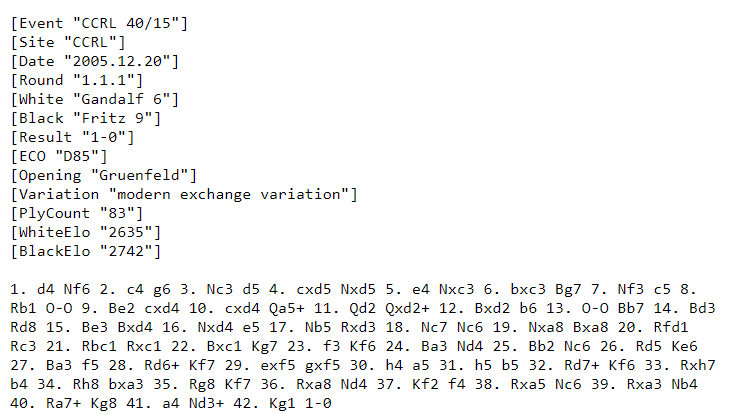 [Event "CCRL 40/15"]
[Site "CCRL"]
[Date "2005.12.20"]
[Round "1.1.1"]
[White "Gandalf 6"]
[Black "Fritz 9"]
[Result "1-0"]
[ECO "D85"]
[Opening "Gruenfeld"]
[Variation "modern exchange variation"]
[PlyCount "83"]
[WhiteElo "2635"]
[BlackElo "2742"]
1. d4 Nf6 2. c4 g6 3. Nc3 d5 4. cxd5 Nxd5 5. e4 Nxc3 6. bxc3 Bg7 7. Nf3 c5 8.
Rb1 O-O 9. Be2 cxd4 10. cxd4 Qa5+ 11. Qd2 Qxd2+ 12. Bxd2 b6 13. O-O Bb7 14. Bd3
Rd8 15. Be3 Bxd4 16. Nxd4 e5 17. Nb5 Rxd3 18. Nc7 Nc6 19. Nxa8 Bxa8 20. Rfd1
Rc3 21. Rbc1 Rxc1 22. Bxc1 Kg7 23. f3 Kf6 24. Ba3 Nd4 25. Bb2 Nc6 26. Rd5 Ke6
27. Ba3 f5 28. Rd6+ Kf7 29. exf5 gxf5 30. h4 a5 31. h5 b5 32. Rd7+ Kf6 33. Rxh7
b4 34. Rh8 bxa3 35. Rg8 Kf7 36. Rxa8 Nd4 37. Kf2 f4 38. Rxa5 Nc6 39. Rxa3 Nb4
40. Ra7+ Kg8 41. a4 Nd3+ 42. Kg1 1-0